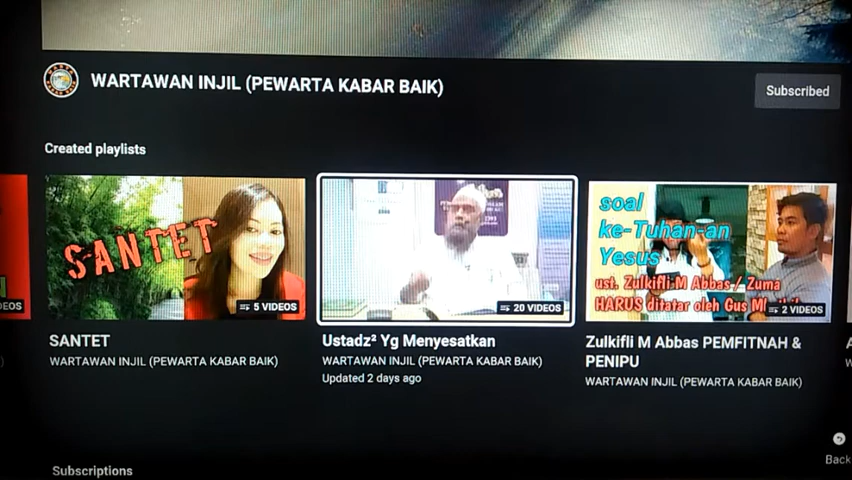 WARTAWAN INJIL (PEWARTA KABAR BAIK)
Subscribed
Created playlists
SANTET
5 VIDEOS
20 VIDEOS
soal
ke-Tuhan-an
Yesus
ust. Zulkifli M Abbas / Zuma
HARUS ditatar oleh Gus
2 VIDEOS
SANTET
WARTAWAN INJIL (PEWARTA KABAR BAIK)
Ustadz² Yg Menyesatkan
WARTAWAN INJIL (PEWARTA KABAR BAIK)
Updated 2 days ago
Zulkifli M Abbas PEMFITNAH &
PENIPU
WARTAWAN INJIL (PEWARTA KABAR BAIK)
Back
Subscriptions